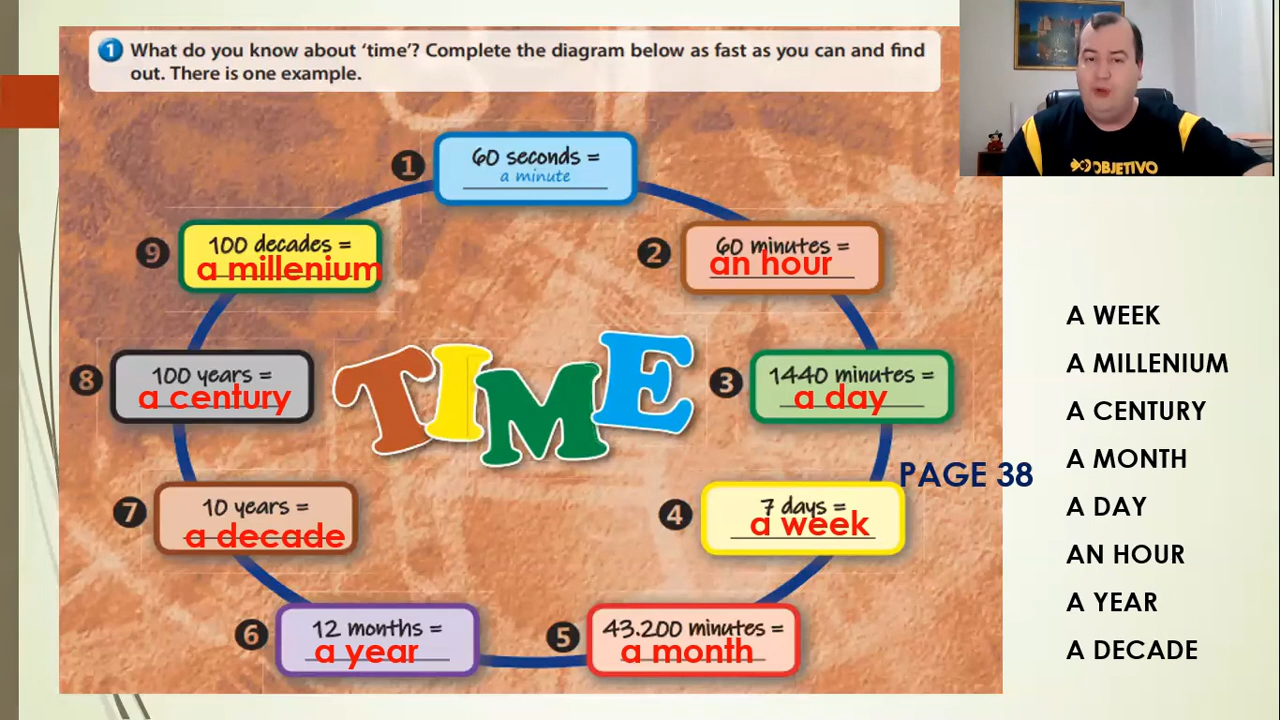 1 What do you know about ‘time’? Complete the diagram below as fast as you can and find
out. There is one example.
OBJETIVO
1
60 seconds =
a minute
2
60 minutes =
an hour
3
1440 minutes =
a day
4
7 days =
a week
5
43.200 minutes =
a month
6
12 months =
a year
7
10 years =
a decade
8
100 years =
a century
9
100 decades =
a millenium
TIME
PAGE 38
A WEEK
A MILLENIUM
A CENTURY
A MONTH
A DAY
AN HOUR
A YEAR
A DECADE